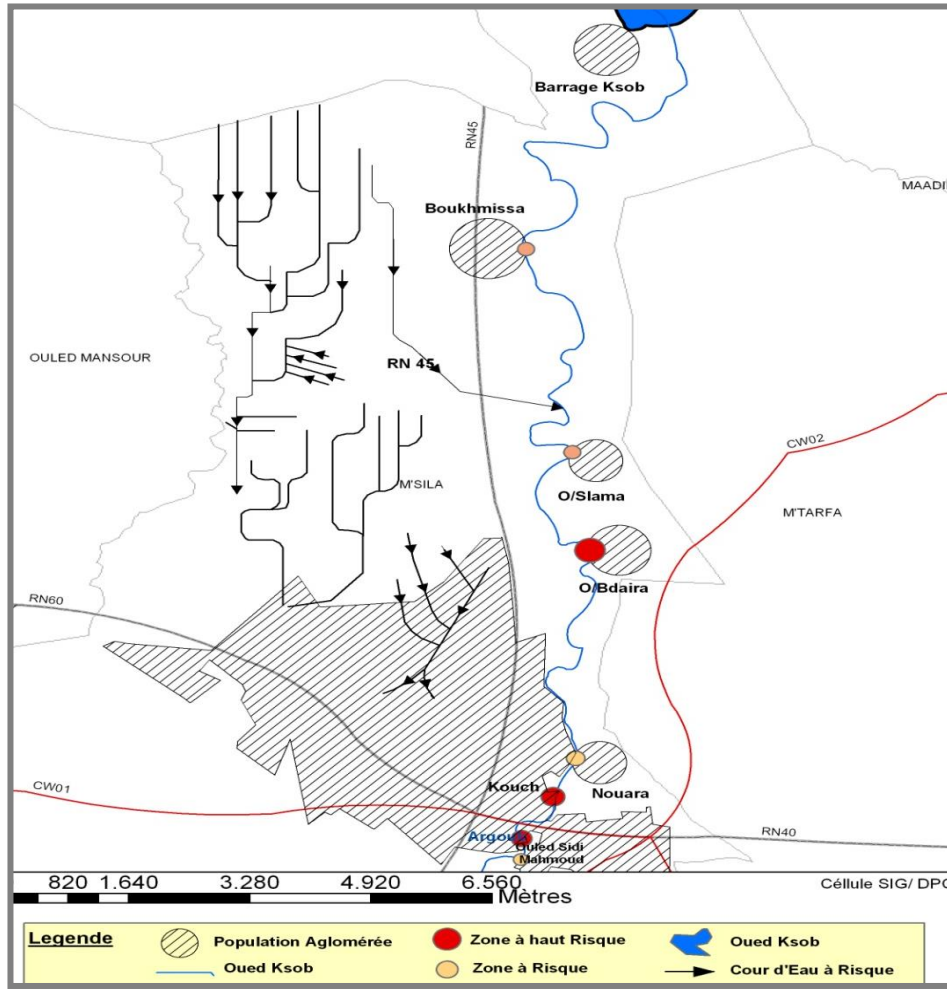 Barrage Ksob
RN45
MAADI
Boukhmissa
OULED MANSOUR
RN 45
CW02
M'SILA
O/Slama
M'TARFA
O/Bdaira
RN60
Kouch
Nouara
CW01
Argoub
RN40
Ouled Sidi
Mahmoud
820 1.640 3.280 4.920 6.560
Mètres
Céllule SIG/ DPC
Legende
Population Aglomérée
Zone à haut Risque
Oued Ksob
Oued Ksob
Zone à Risque
Cour d'Eau à Risque